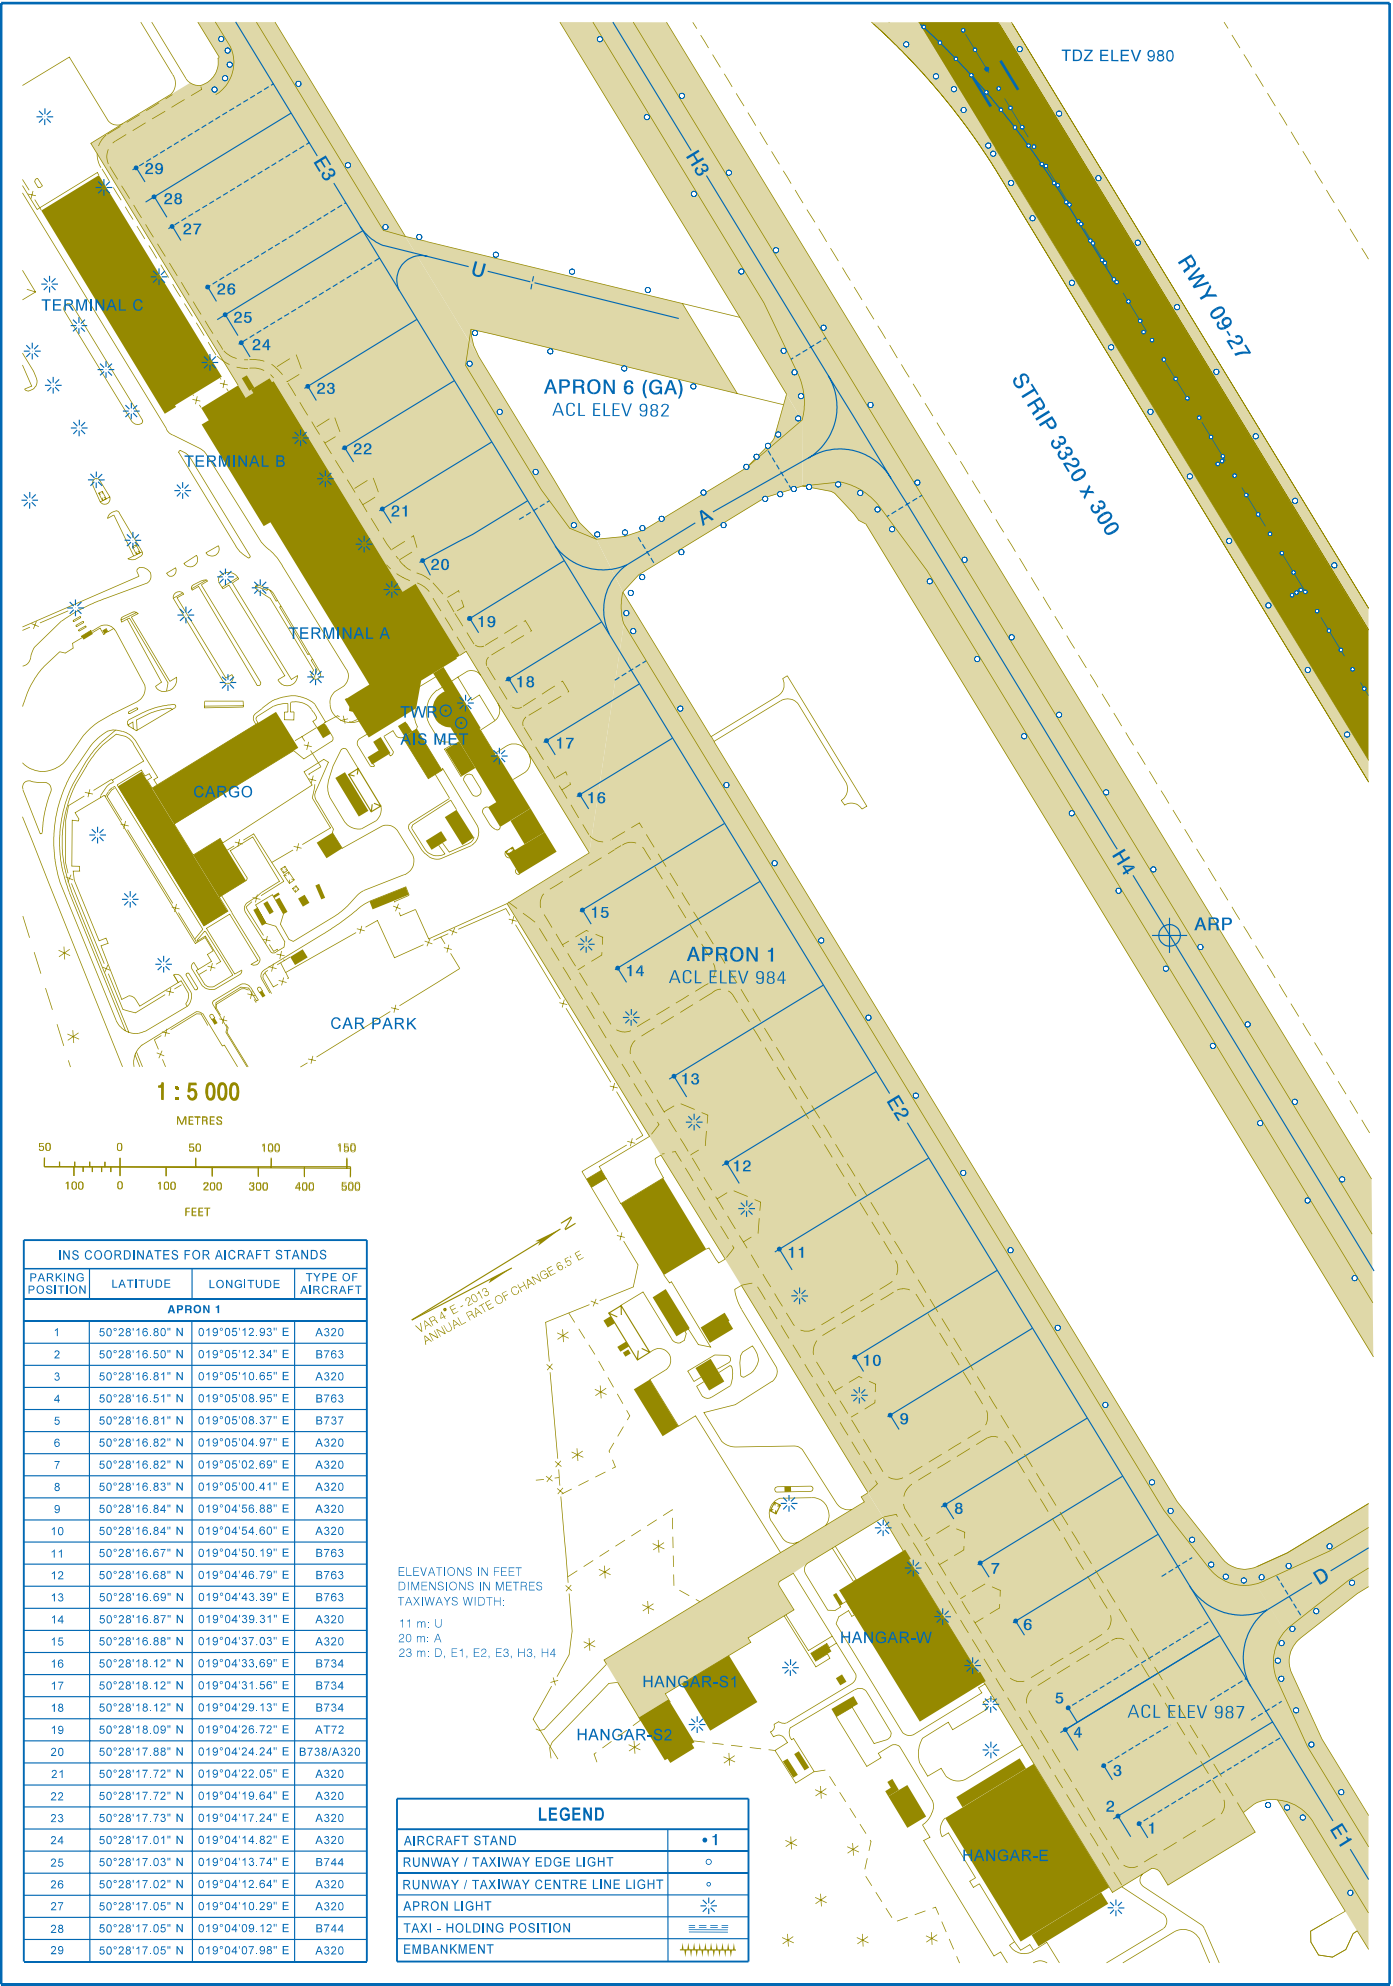 TDZ ELEV 980
29
28
27
26
25
24
23
22
21
20
19
18
17
16
15
14
13
12
11
10
9
8
7
6
5
4
3
2
1
E3
H3
U
A
H4
E2
D
E1
RWY 09-27
STRIP 3320 x 300
ARP
TERMINAL C
TERMINAL B
TERMINAL A
APRON 6 (GA)
ACL ELEV 982
TWR
AIS MET
CARGO
CAR PARK
APRON 1
ACL ELEV 984
ACL ELEV 987
HANGAR-W
HANGAR-S1
HANGAR-S2
HANGAR-E
1 : 5 000
METRES
50 0 50 100 150
100 0 100 200 300 400 500
FEET
N
VAR 4° E - 2013
ANNUAL RATE OF CHANGE 6.5' E
INS COORDINATES FOR AICRAFT STANDS
PARKING POSITION LATITUDE LONGITUDE TYPE OF AIRCRAFT
APRON 1
1 50°28'16.80" N 019°05'12.93" E A320
2 50°28'16.50" N 019°05'12.34" E B763
3 50°28'16.81" N 019°05'10.65" E A320
4 50°28'16.51" N 019°05'08.95" E B763
5 50°28'16.81" N 019°05'08.37" E B737
6 50°28'16.82" N 019°05'04.97" E A320
7 50°28'16.82" N 019°05'02.69" E A320
8 50°28'16.83" N 019°05'00.41" E A320
9 50°28'16.84" N 019°04'56.88" E A320
10 50°28'16.84" N 019°04'54.60" E A320
11 50°28'16.67" N 019°04'50.19" E B763
12 50°28'16.68" N 019°04'46.79" E B763
13 50°28'16.69" N 019°04'43.39" E B763
14 50°28'16.87" N 019°04'39.31" E A320
15 50°28'16.88" N 019°04'37.03" E A320
16 50°28'18.12" N 019°04'33.69" E B734
17 50°28'18.12" N 019°04'31.56" E B734
18 50°28'18.12" N 019°04'29.13" E B734
19 50°28'18.09" N 019°04'26.72" E AT72
20 50°28'17.88" N 019°04'24.24" E B738/A320
21 50°28'17.72" N 019°04'22.05" E A320
22 50°28'17.72" N 019°04'19.64" E A320
23 50°28'17.73" N 019°04'17.24" E A320
24 50°28'17.01" N 019°04'14.82" E A320
25 50°28'17.03" N 019°04'13.74" E B744
26 50°28'17.02" N 019°04'12.64" E A320
27 50°28'17.05" N 019°04'10.29" E A320
28 50°28'17.05" N 019°04'09.12" E B744
29 50°28'17.05" N 019°04'07.98" E A320
ELEVATIONS IN FEET
DIMENSIONS IN METRES
TAXIWAYS WIDTH:
11 m: U
20 m: A
23 m: D, E1, E2, E3, H3, H4
LEGEND
AIRCRAFT STAND 1
RUNWAY / TAXIWAY EDGE LIGHT
RUNWAY / TAXIWAY CENTRE LINE LIGHT
APRON LIGHT
TAXI - HOLDING POSITION
EMBANKMENT